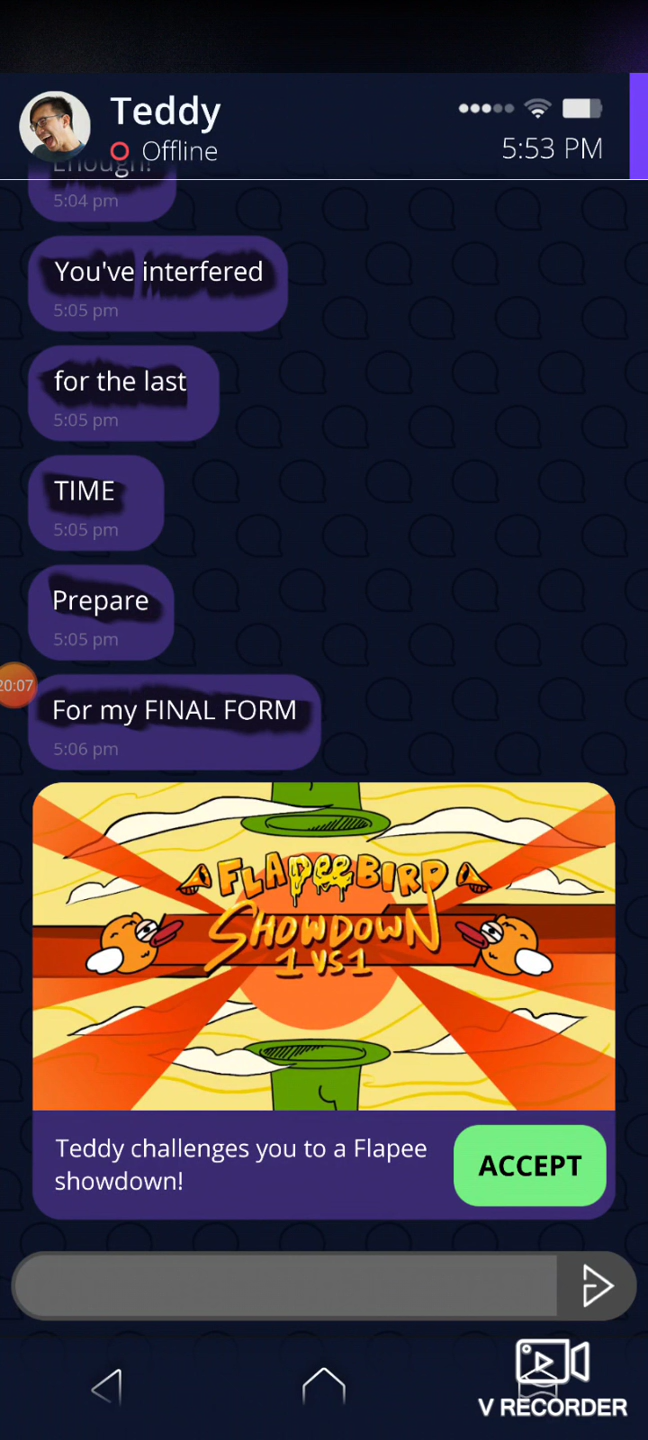 Teddy
Offline
5:53 PM
Enough!
5:04 pm
You've interfered
5:05 pm
for the last
5:05 pm
TIME
5:05 pm
Prepare
5:05 pm
20:07
For my FINAL FORM
5:06 pm
FLAPEEBIRD
SHOWDOWN
1 VS 1
Teddy challenges you to a Flapee
showdown!
ACCEPT
V RECORDER